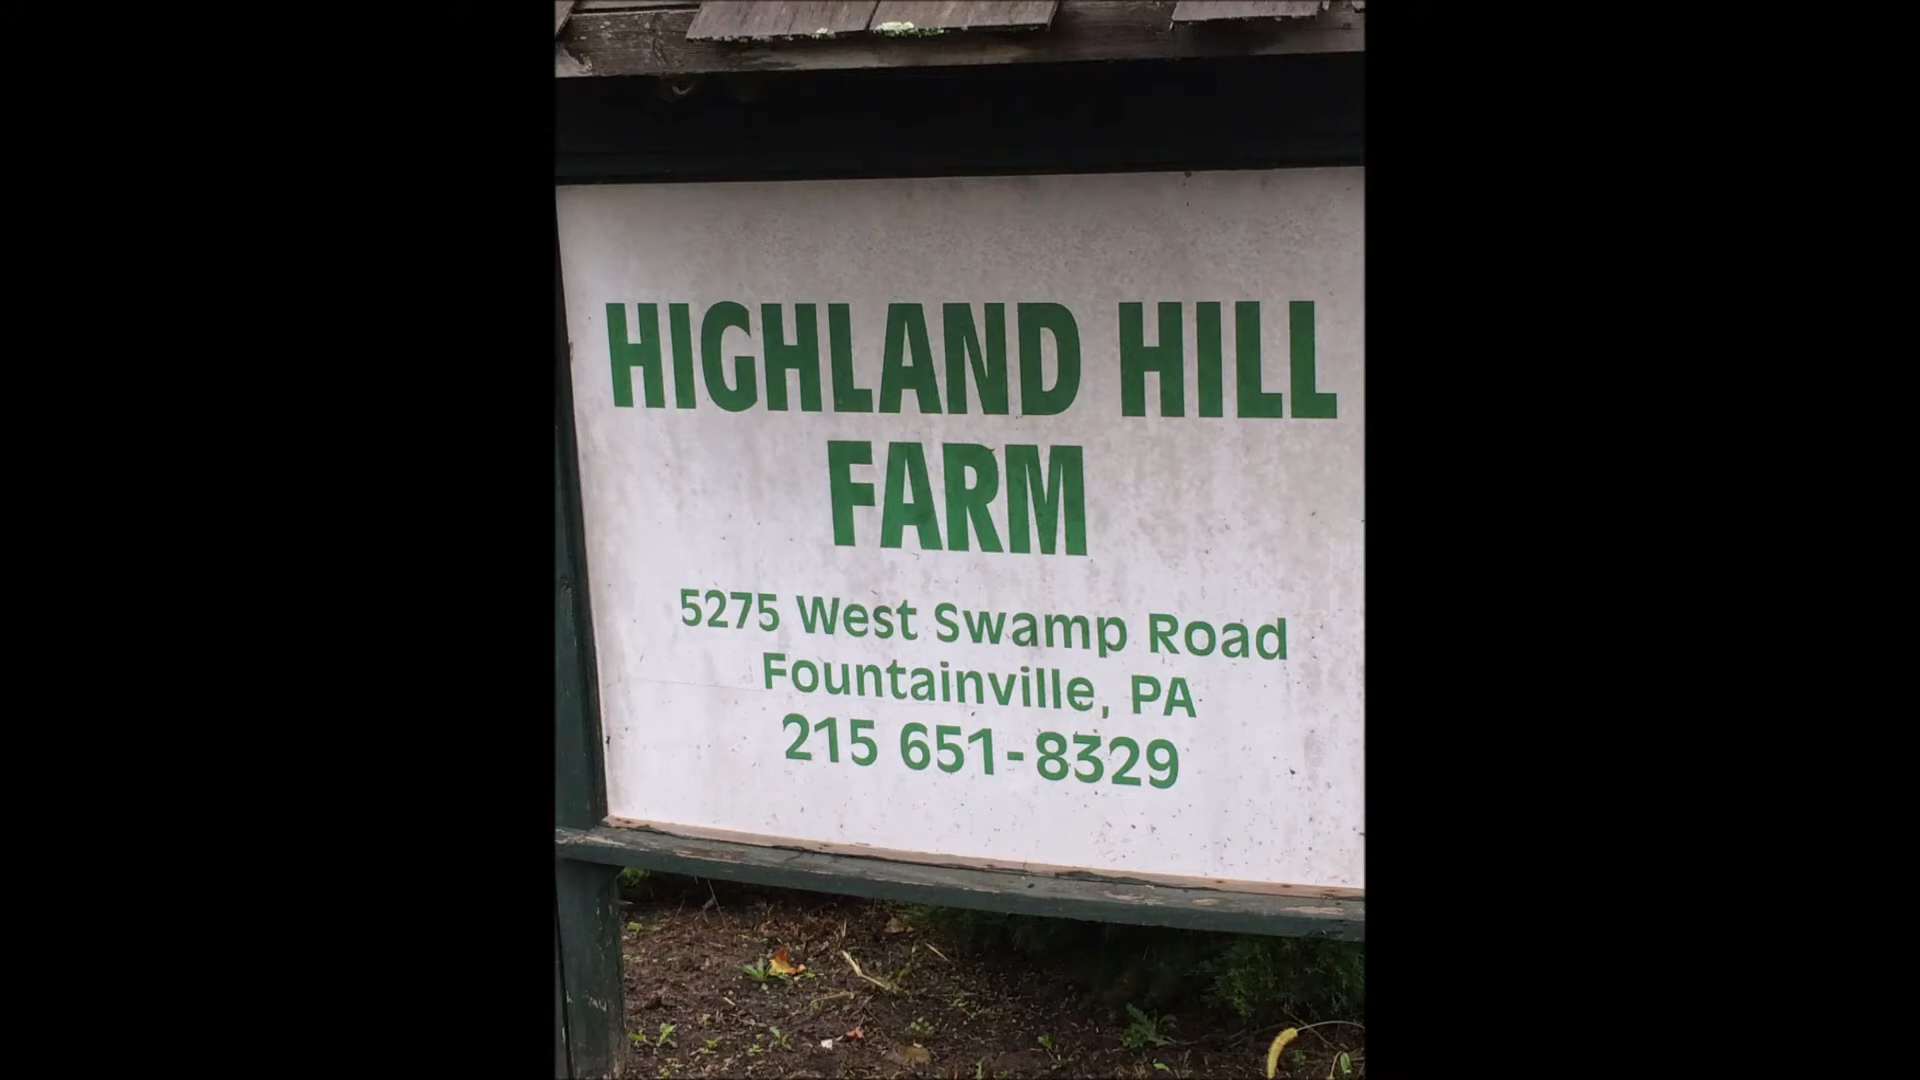 HIGHLAND HILL
FARM
5275 West Swamp Road
Fountainville, PA
215 651-8329